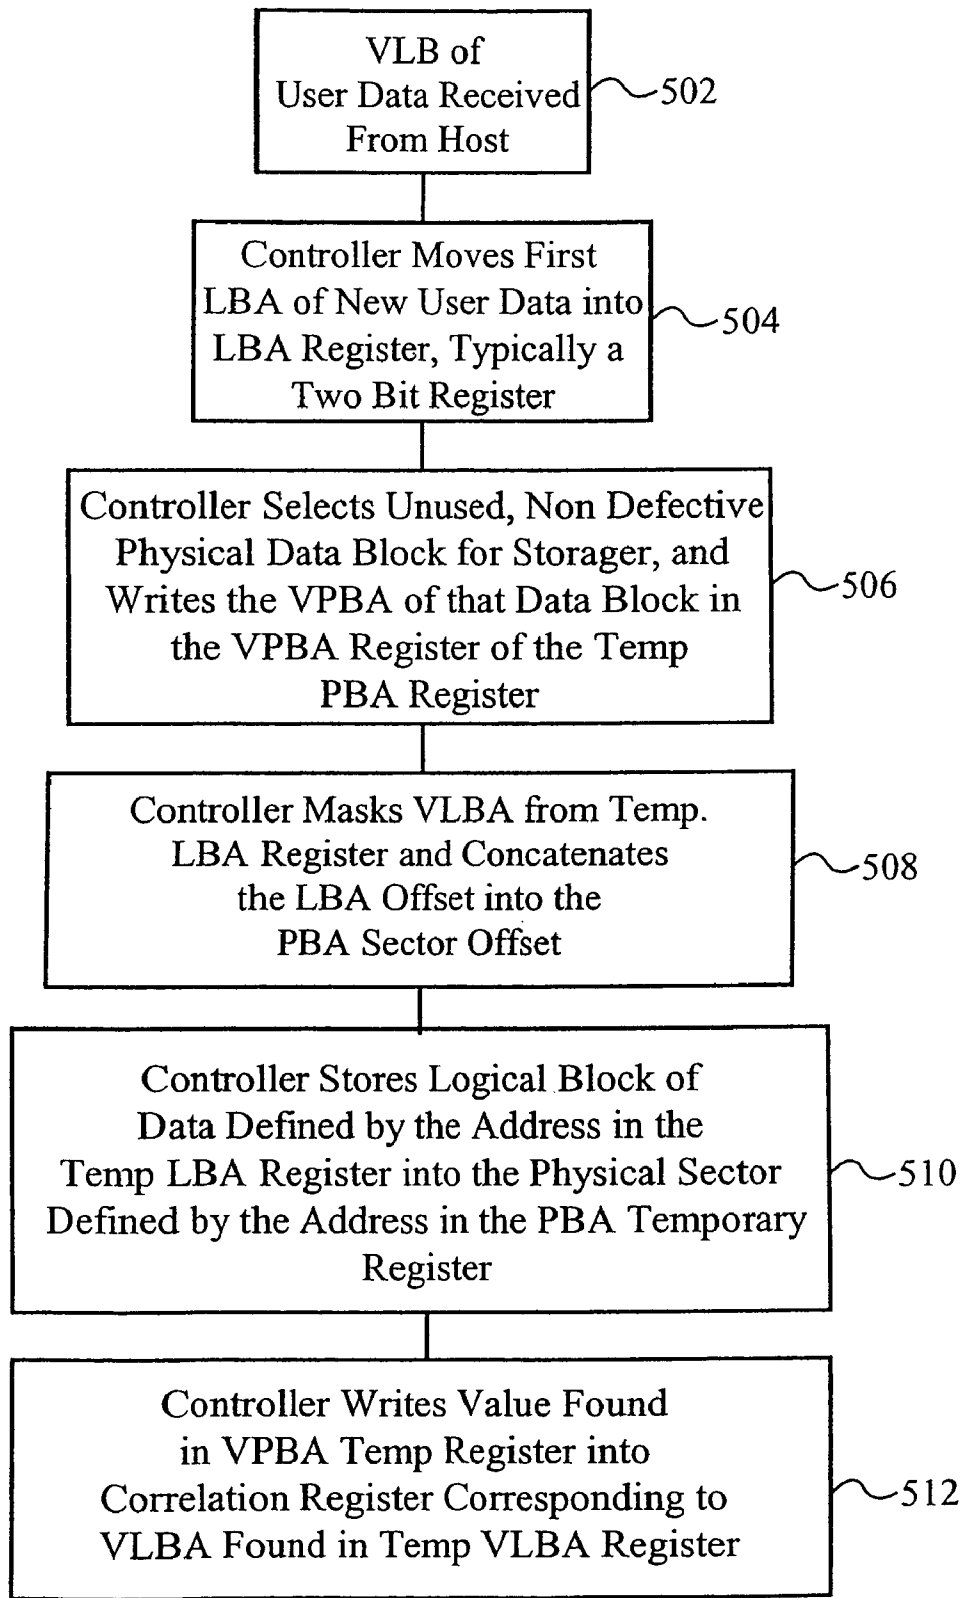 VLB of
User Data Received
From Host
502
Controller Moves First
LBA of New User Data into
LBA Register, Typically a
Two Bit Register
504
Controller Selects Unused, Non Defective
Physical Data Block for Storager, and
Writes the VPBA of that Data Block in
the VPBA Register of the Temp
PBA Register
506
Controller Masks VLBA from Temp.
LBA Register and Concatenates
the LBA Offset into the
PBA Sector Offset
508
Controller Stores Logical Block of
Data Defined by the Address in the
Temp LBA Register into the Physical Sector
Defined by the Address in the PBA Temporary
Register
510
Controller Writes Value Found
in VPBA Temp Register into
Correlation Register Corresponding to
VLBA Found in Temp VLBA Register
512